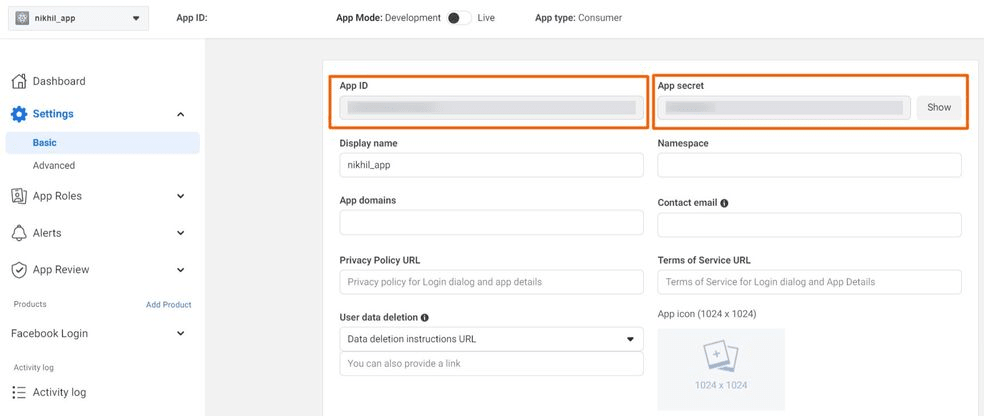 nikhil_app
App ID:
App Mode: Development
Live
App type: Consumer
Dashboard
Settings
Basic
Advanced
App Roles
Alerts
App Review
Products
Add Product
Facebook Login
Activity log
Activity log
App ID
App secret
Show
Display name
Namespace
nikhil_app
App domains
Contact email
Privacy Policy URL
Terms of Service URL
Privacy policy for Login dialog and app details
Terms of Service for Login dialog and App Details
User data deletion
App icon (1024 x 1024)
Data deletion instructions URL
You can also provide a link
1024 x 1024